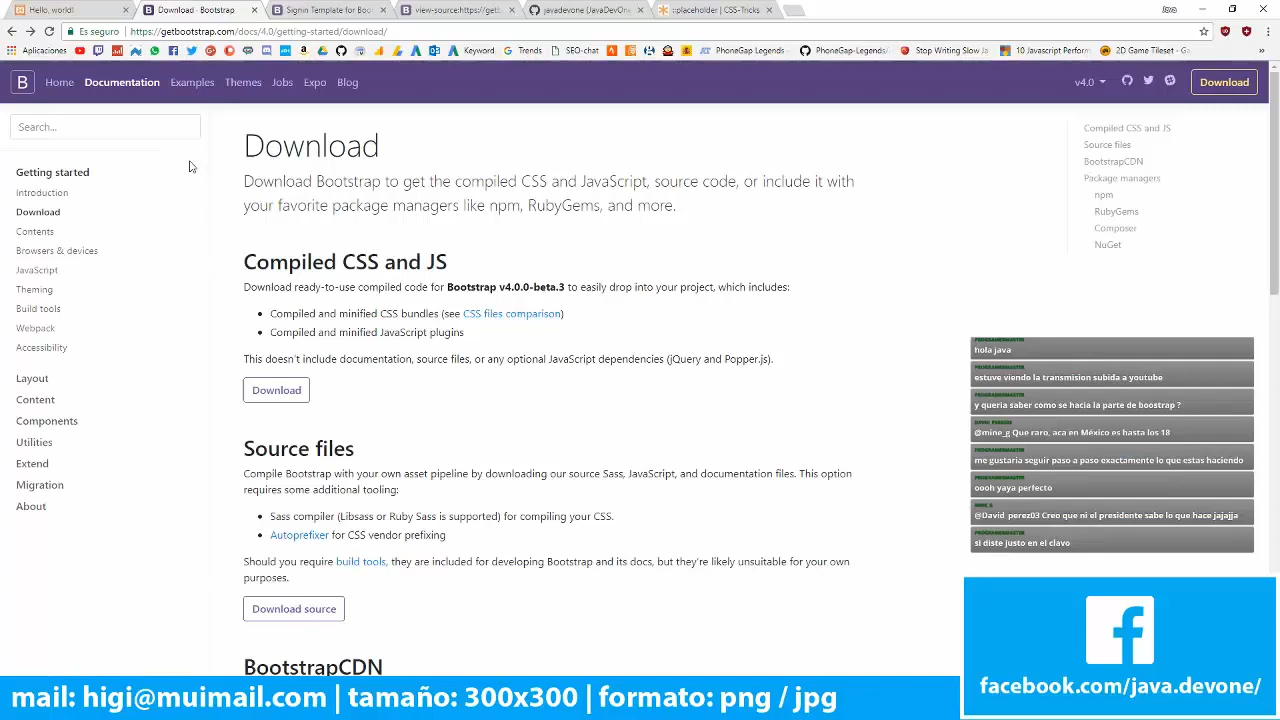 Hello, world!
Download · Bootstrap
Signin Template for Boot
view-source:https://getb
javadevone (JavaDevOne)
::placeholder | CSS-Tricks
Java
Es seguro
https://getbootstrap.com/docs/4.0/getting-started/download/
Aplicaciones
Keyword
Trends
SEO-chat
PhoneGap Legends -
PhoneGap-Legends/
Stop Writing Slow
10 Javascript Perfor
2D Game Tileset - G
B
Home
Documentation
Examples
Themes
Jobs
Expo
Blog
v4.0
Download
Search...
Getting started
Introduction
Download
Contents
Browsers & devices
JavaScript
Theming
Build tools
Webpack
Accessibility
Layout
Content
Components
Utilities
Extend
Migration
About
Download
Download Bootstrap to get the compiled CSS and JavaScript, source code, or include it with
your favorite package managers like npm, RubyGems, and more.
Compiled CSS and JS
Download ready-to-use compiled code for Bootstrap v4.0.0-beta.3 to easily drop into your project, which includes:
Compiled and minified CSS bundles (see CSS files comparison)
Compiled and minified JavaScript plugins
This doesn't include documentation, source files, or any optional JavaScript dependencies (jQuery and Popper.js).
Download
Source files
Compile Bootstrap with your own asset pipeline by downloading our source Sass, JavaScript, and documentation files. This option
requires some additional tooling:
Sass compiler (Libsass or Ruby Sass is supported) for compiling your CSS.
Autoprefixer for CSS vendor prefixing
Should you require build tools, they are included for developing Bootstrap and its docs, but they're likely unsuitable for your own
purposes.
Download source
BootstrapCDN
Compiled CSS and JS
Source files
BootstrapCDN
Package managers
npm
RubyGems
Composer
NuGet
hola java
estuve viendo la transmision subida a youtube
y queria saber como se hacia la parte de boostrap ?
@mine_g Que raro, aca en México es hasta los 18
me gustaria seguir paso a paso exactamente lo que estas haciendo
oooh yaya perfecto
@David_perez03 Creo que ni el presidente sabe lo que hace jajajja
si diste justo en el clavo
facebook.com/java.devone/
mail: higi@muimail.com | tamaño: 300x300 | formato: png / jpg